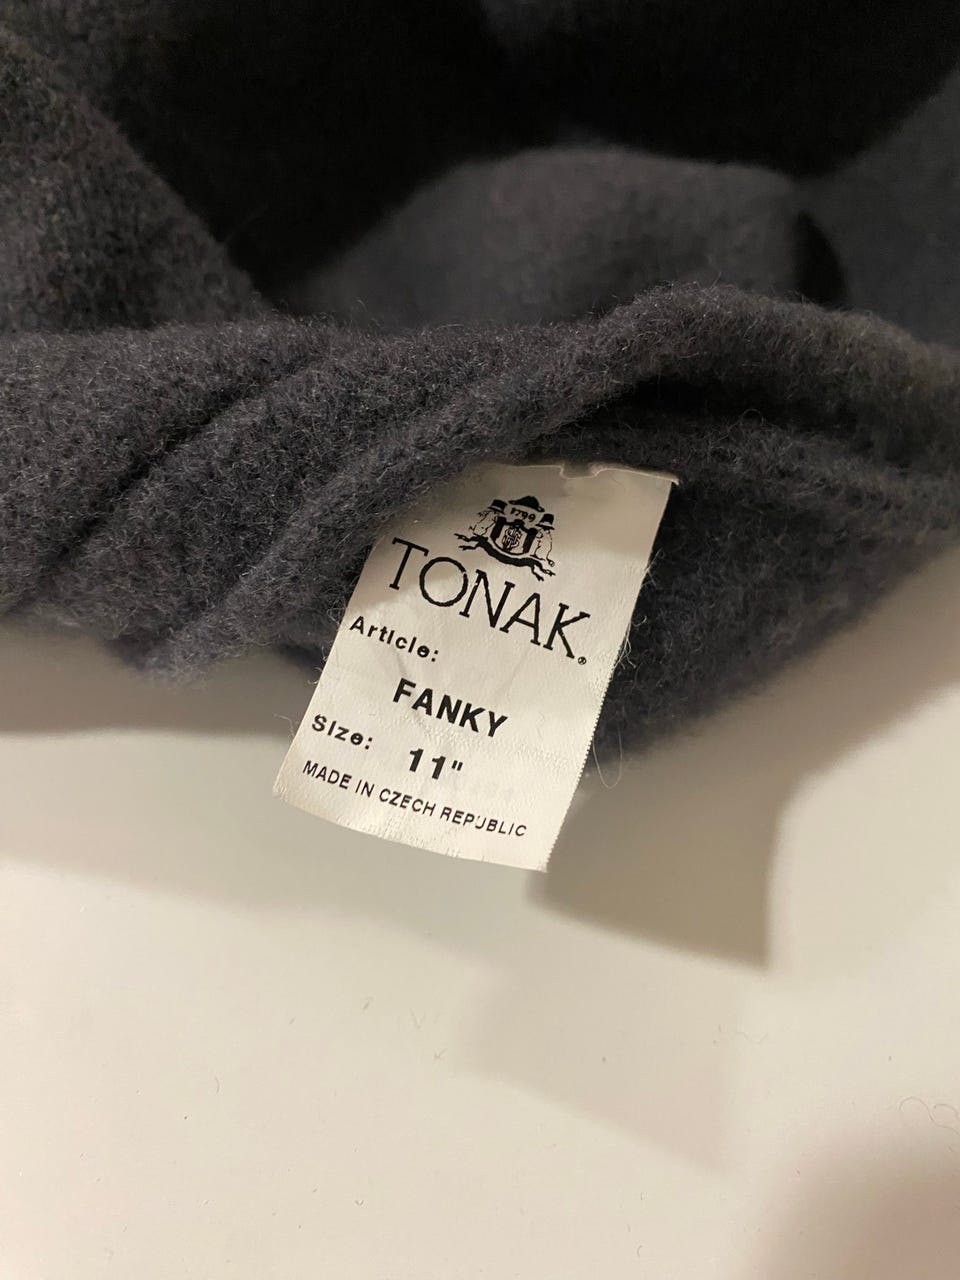 1799
TONAK®
Article:
FANKY
Size: 11"
MADE IN CZECH REPUBLIC